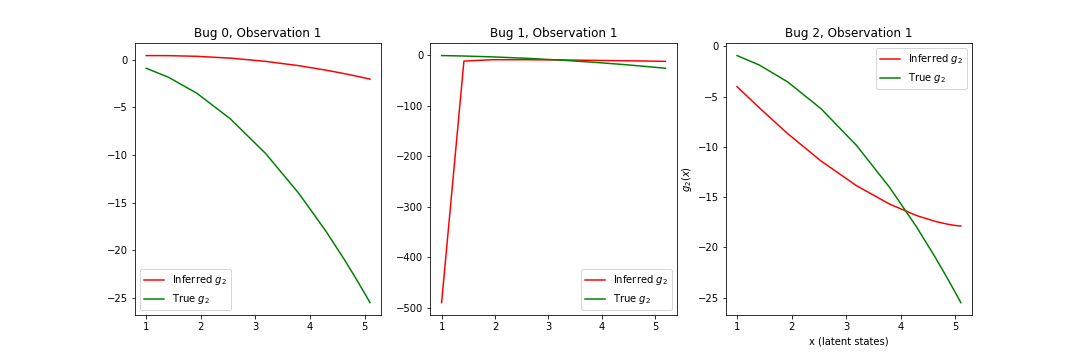 Bug 0, Observation 1
0
−5
−10
−15
−20
−25
1 2 3 4 5
Inferred g₂
True g₂
Bug 1, Observation 1
0
−100
−200
−300
−400
−500
1 2 3 4 5
Inferred g₂
True g₂
Bug 2, Observation 1
g₂(x)
0
−5
−10
−15
−20
−25
1 2 3 4 5
x (latent states)
Inferred g₂
True g₂